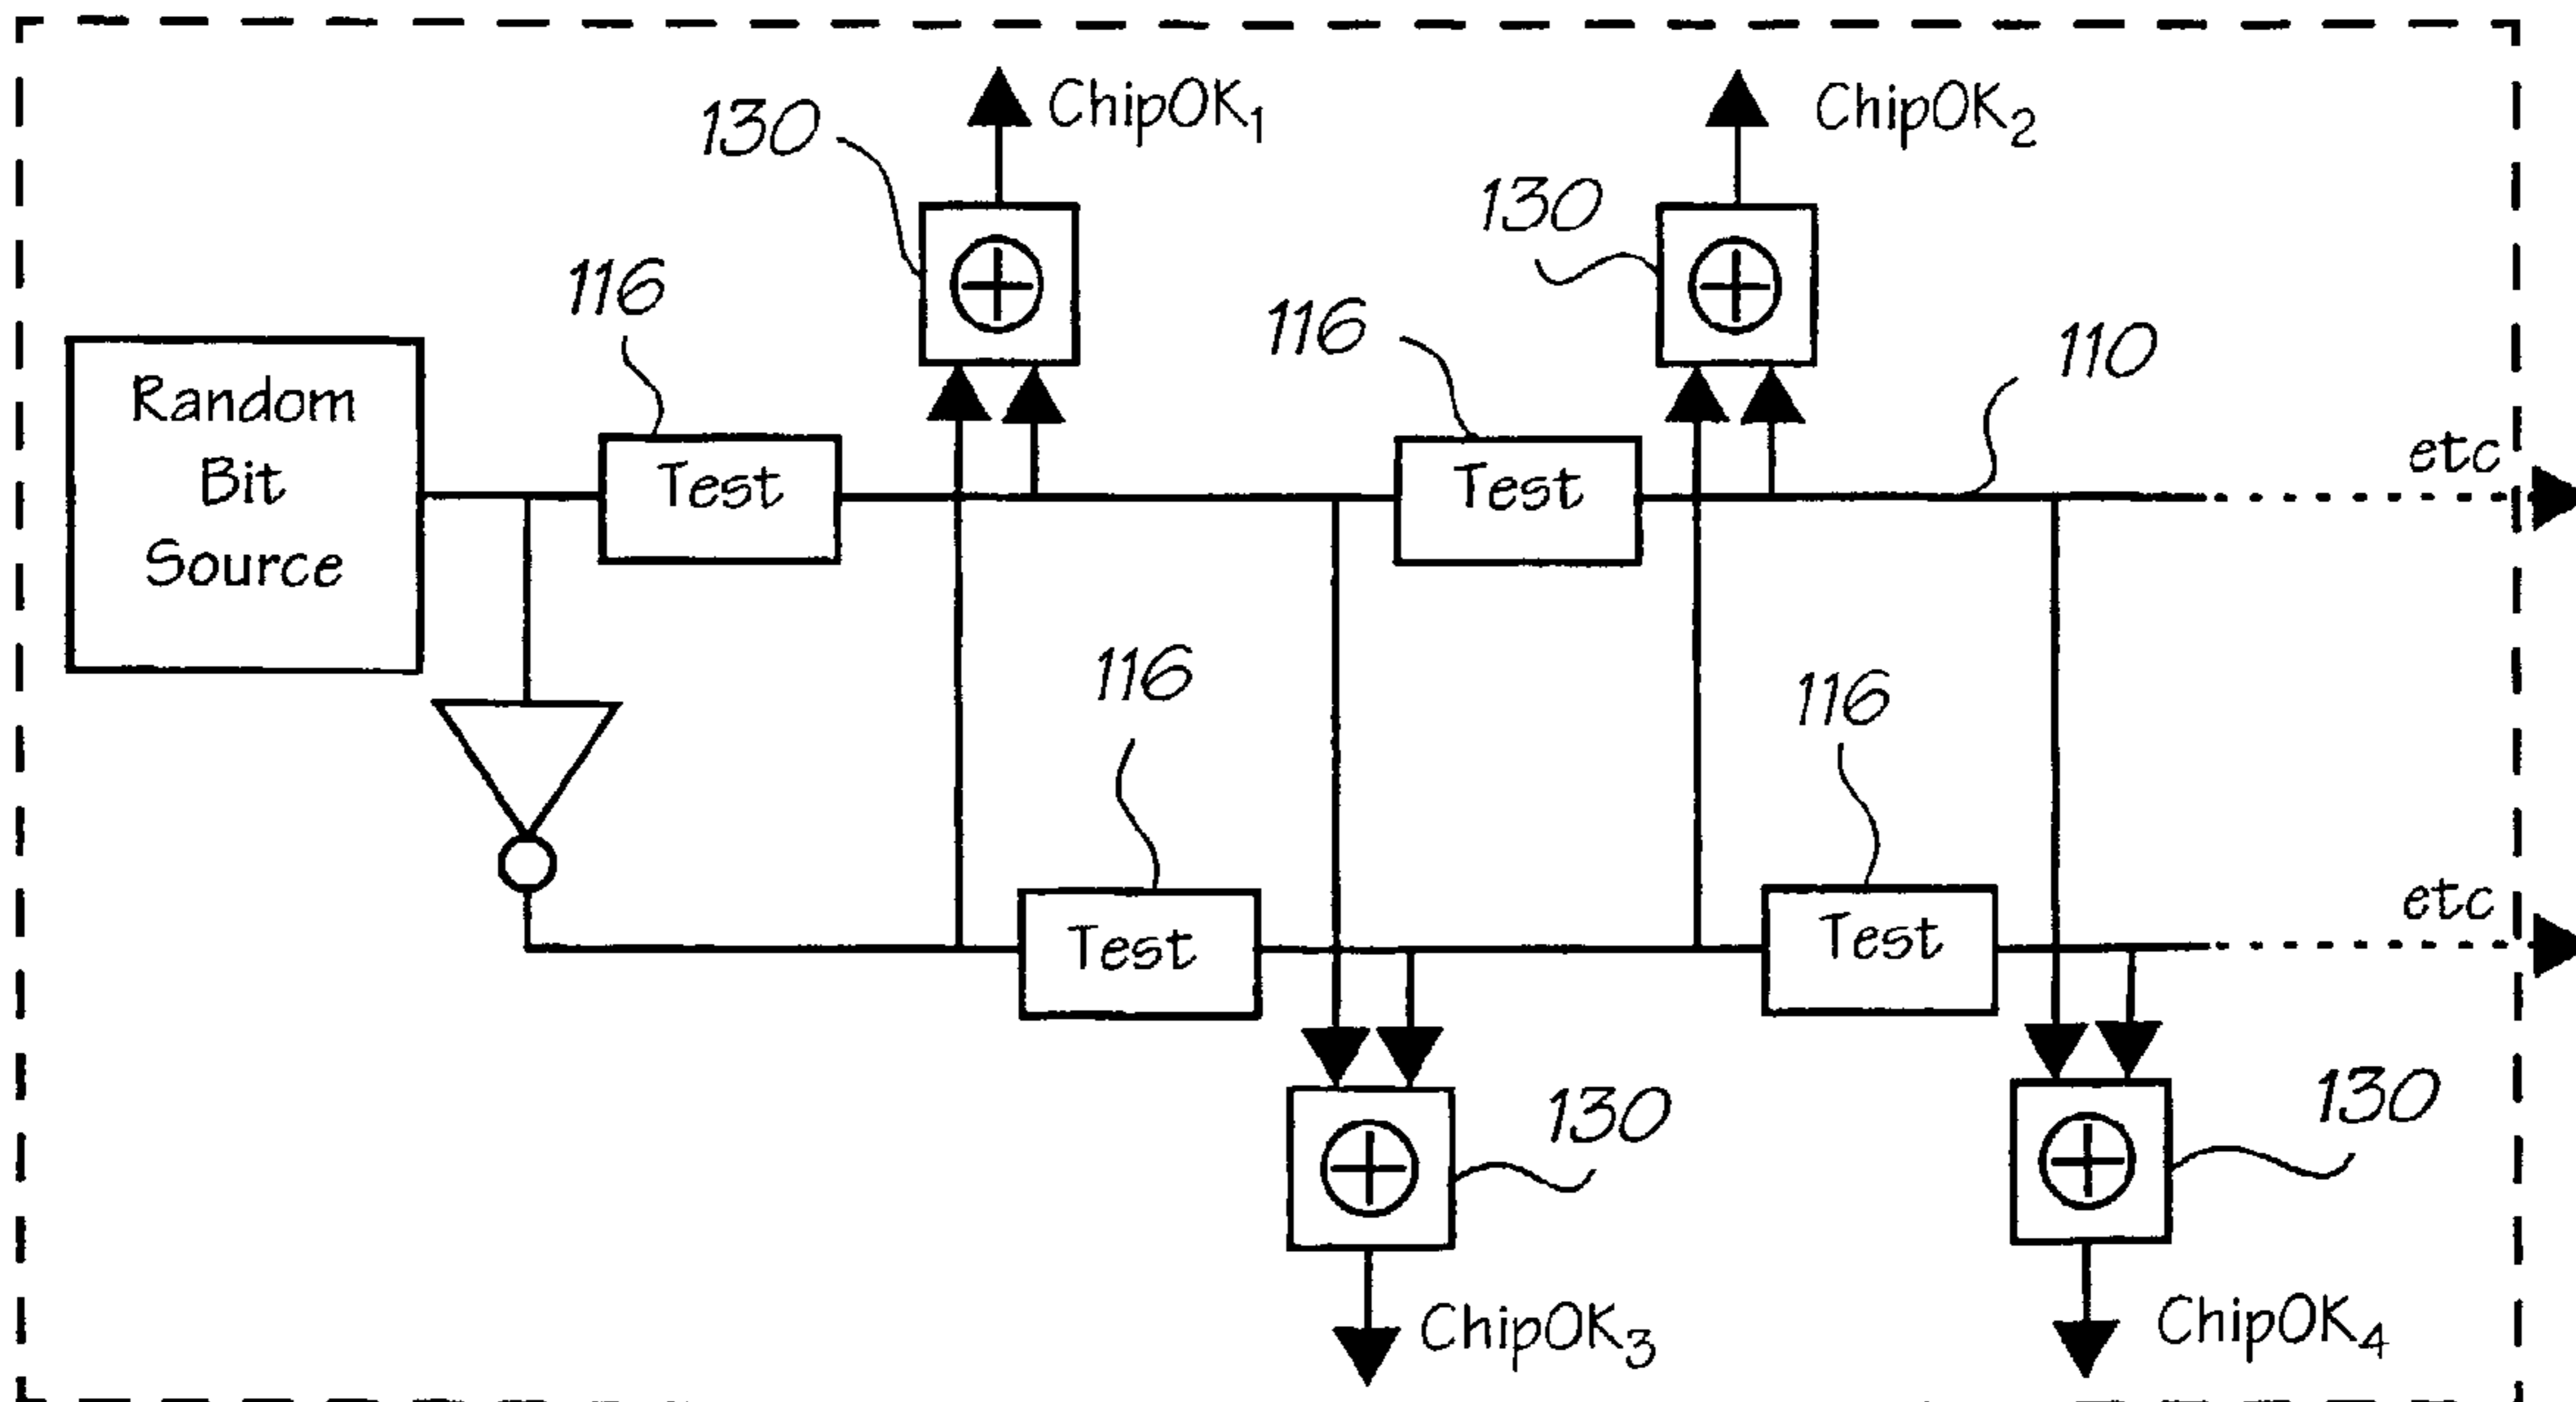 ChipOK1
ChipOK2
130
130
116
116
110
Random
Bit
Source
Test
Test
etc
116
116
etc
Test
Test
130
130
ChipOK3
ChipOK4